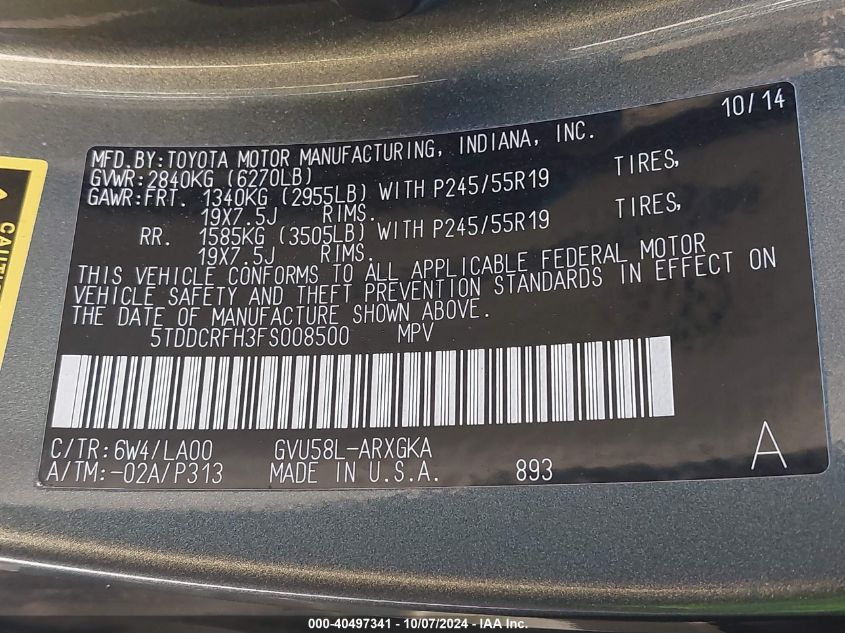 10/14
MFD.BY:TOYOTA MOTOR MANUFACTURING, INDIANA, INC.
GVWR:2840KG (6270LB)
GAWR:FRT. 1340KG (2955LB) WITH P245/55R19 TIRES,
19X7.5J RIMS.
RR. 1585KG (3505LB) WITH P245/55R19 TIRES,
19X7.5J RIMS.
THIS VEHICLE CONFORMS TO ALL APPLICABLE FEDERAL MOTOR
VEHICLE SAFETY AND THEFT PREVENTION STANDARDS IN EFFECT ON
THE DATE OF MANUFACTURE SHOWN ABOVE.
5TDDCRFH3FS008500 MPV
C/TR:6W4/LA00 GVU58L-ARXGKA
A/TM:-02A/P313 MADE IN U.S.A. 893
A
000-40497341 - 10/07/2024 - IAA Inc.